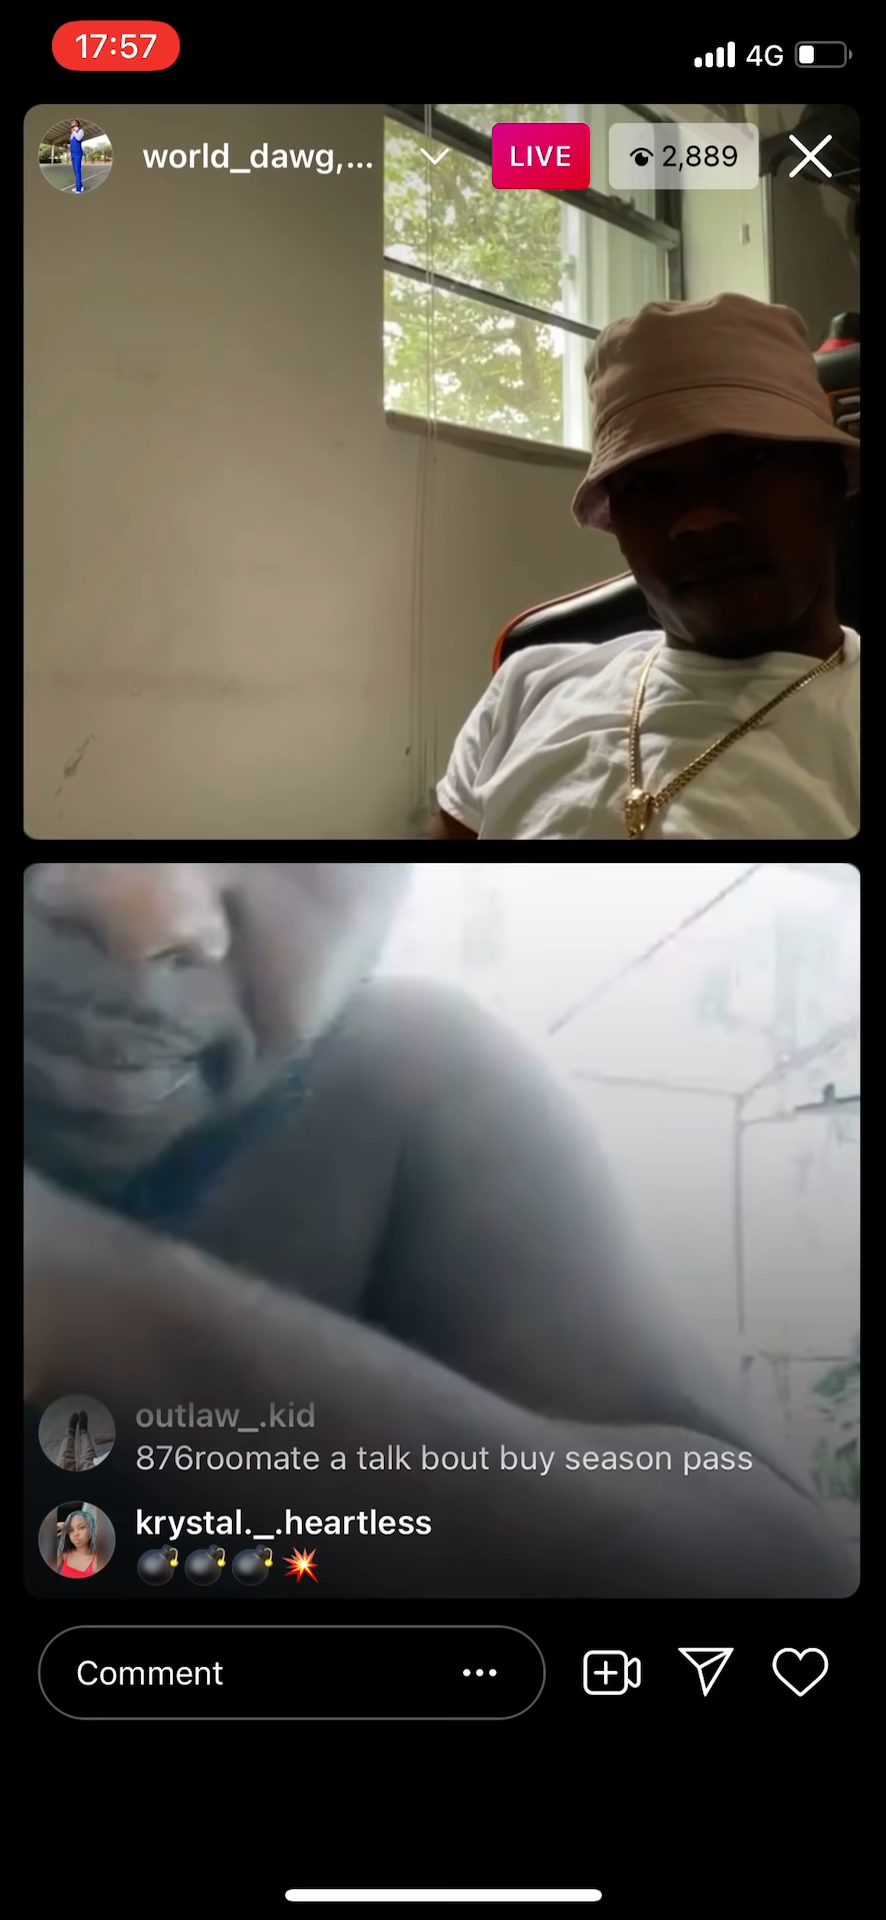 17:57
4G
world_dawg,...
LIVE
2,889
outlaw_.kid
876roomate a talk bout buy season pass
krystal._.heartless
💣💣💣💥
Comment